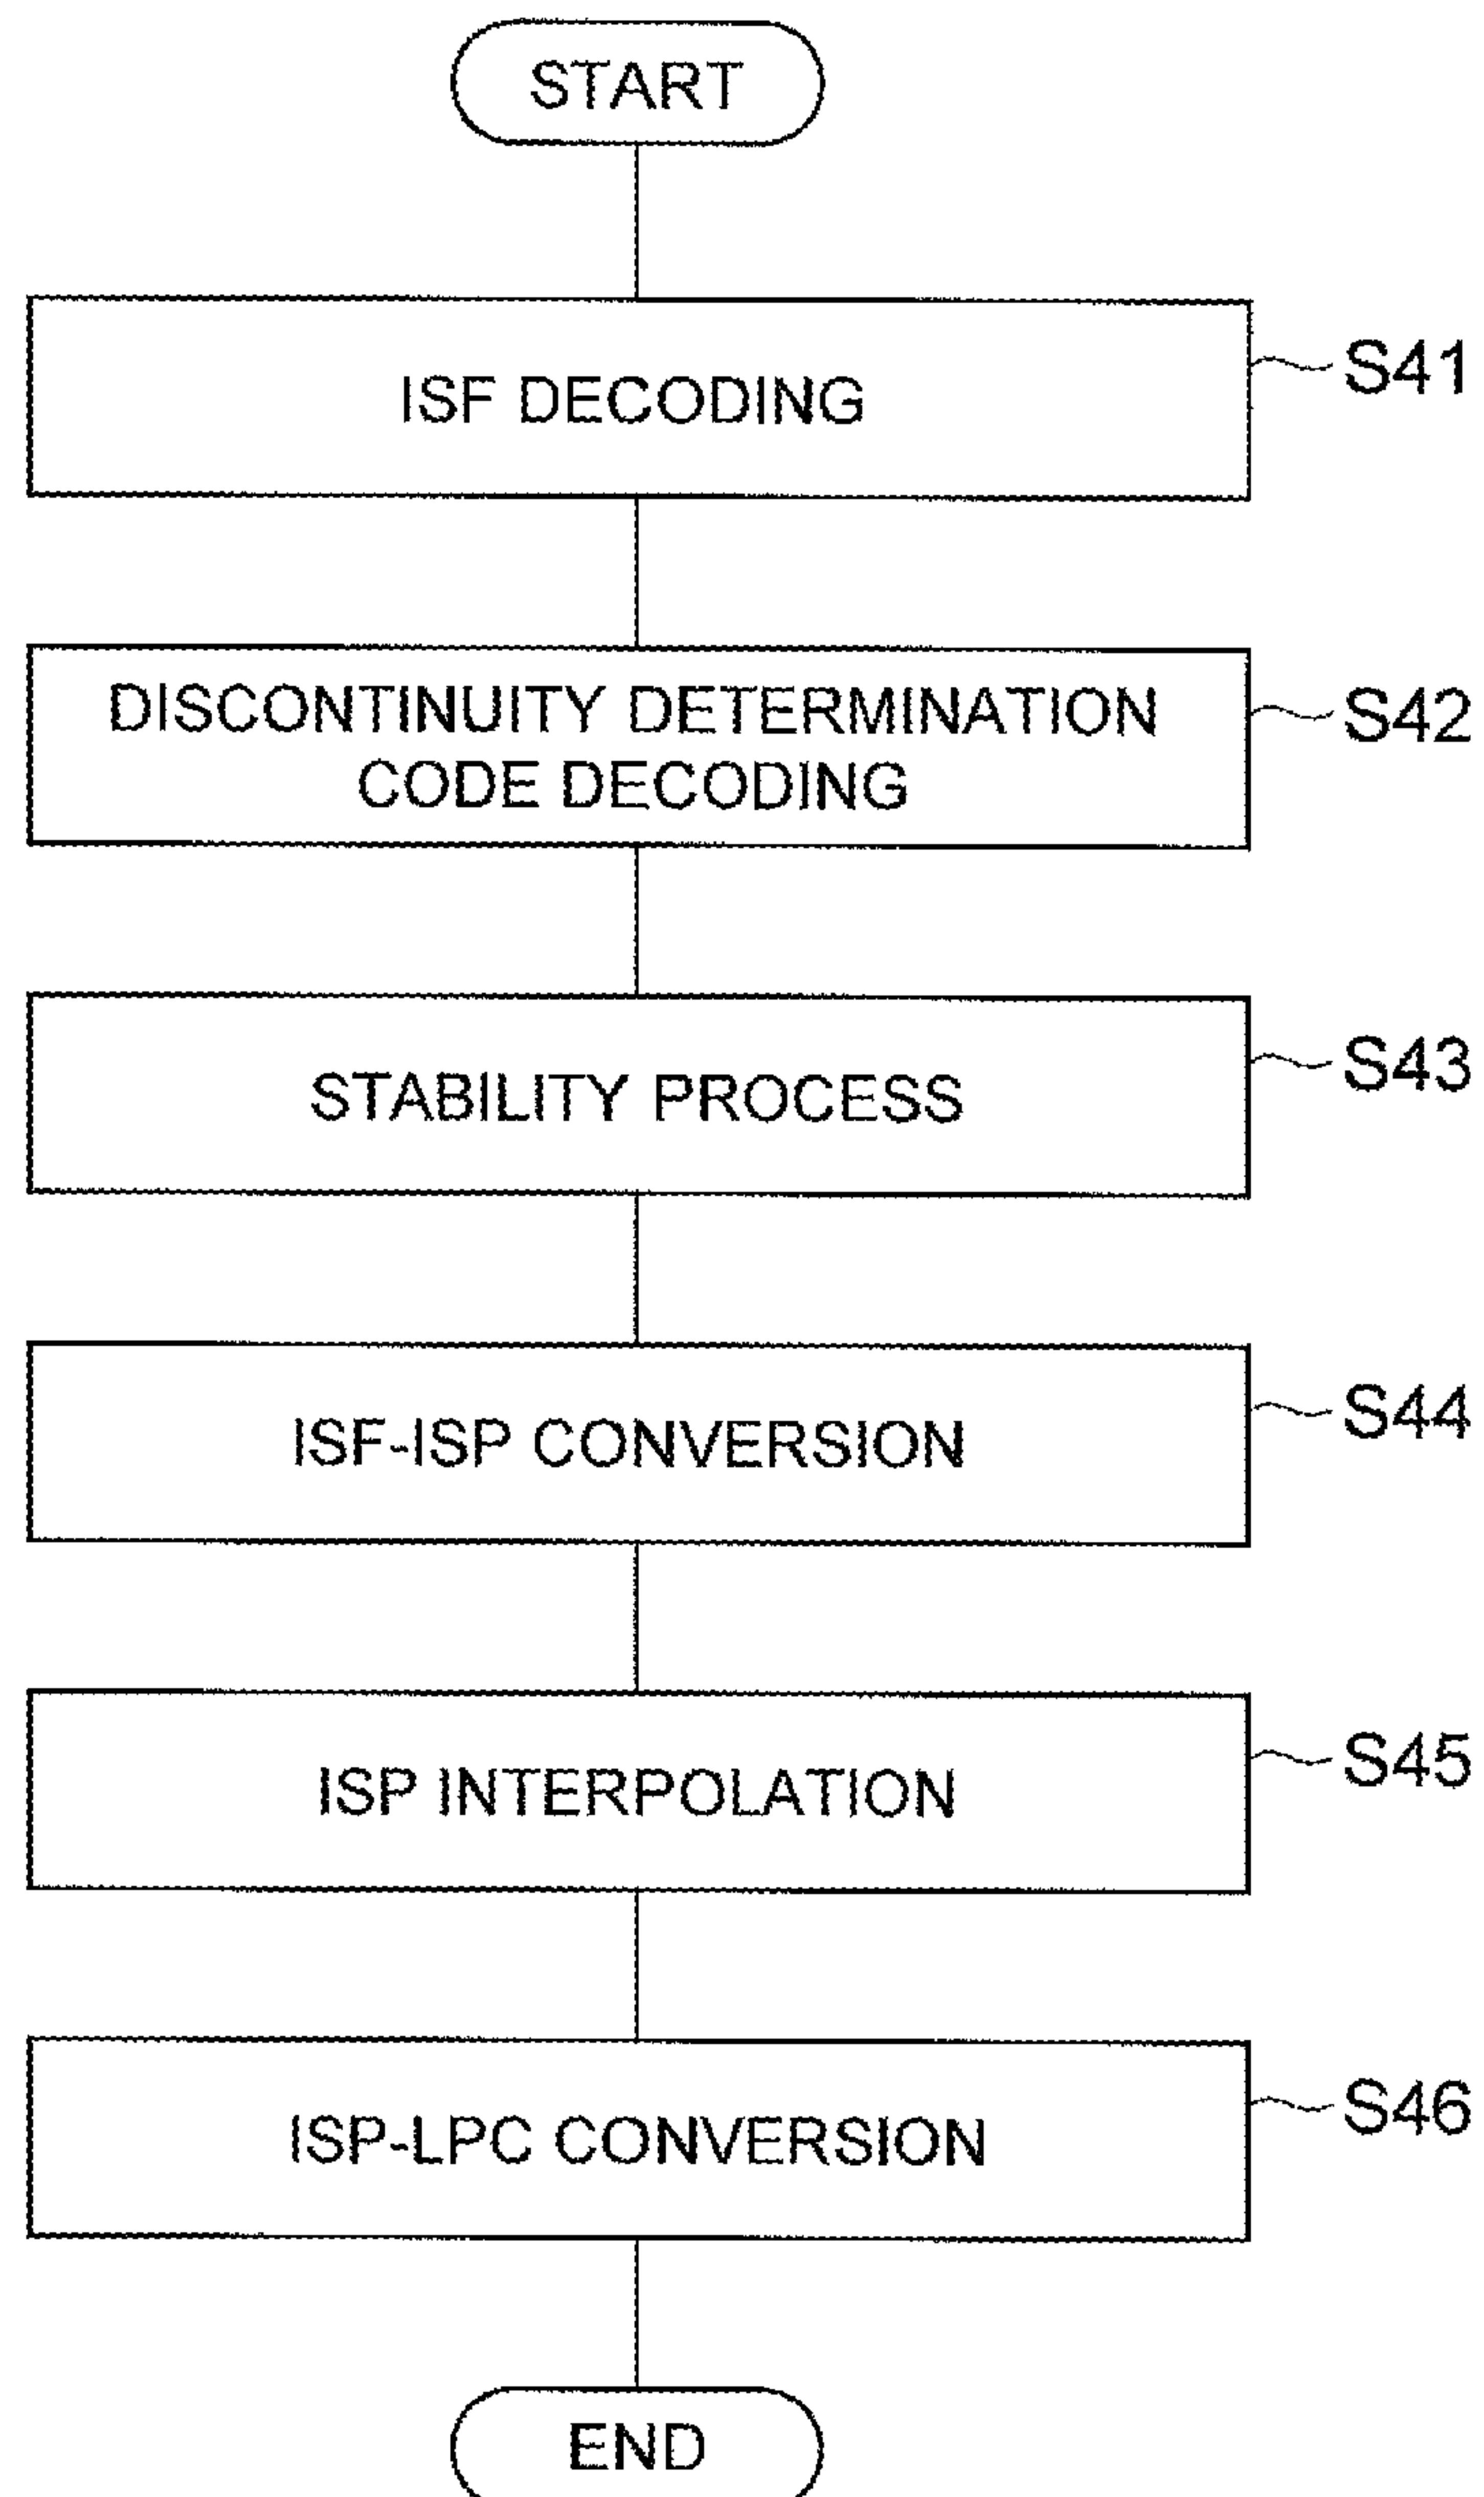 START
ISF DECODING
S41
DISCONTINUITY DETERMINATION
CODE DECODING
S42
STABILITY PROCESS
S43
ISF-ISP CONVERSION
S44
ISP INTERPOLATION
S45
ISP-LPC CONVERSION
S46
END